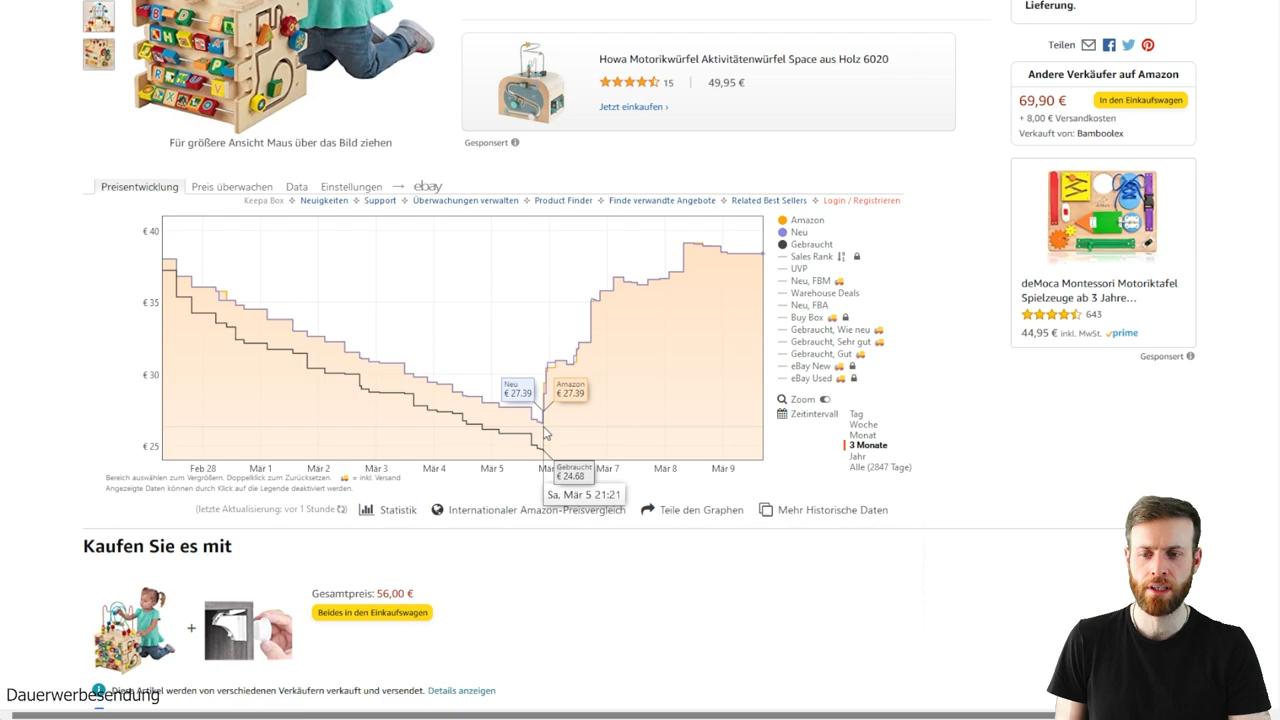 Lieferung.
Teilen
Howa Motorikwürfel Aktivitätenwürfel Space aus Holz 6020
15 | 49,95 €
Jetzt einkaufen ›
Gesponsert
Für größere Ansicht Maus über das Bild ziehen
Andere Verkäufer auf Amazon
69,90 €
In den Einkaufswagen
+ 8,00 € Versandkosten
Verkauft von: Bamboolex
deMoca Montessori Motoriktafel
Spielzeuge ab 3 Jahre…
643
44,95 € inkl. MwSt. prime
Gesponsert
Preisentwicklung Preis überwachen Data Einstellungen → ebay
Keepa Box Neuigkeiten Support Überwachungen verwalten Product Finder Finde verwandte Angebote Related Best Sellers Login / Registrieren
€ 40
€ 35
€ 30
€ 25
Neu
€ 27.39
Amazon
€ 27.39
Gebraucht
€ 24.68
Sa, Mär 5 21:21
Feb 28 Mär 1 Mär 2 Mär 3 Mär 4 Mär 5 Mär 7 Mär 8 Mär 9
Amazon
Neu
Gebraucht
Sales Rank
UVP
Neu, FBM
Warehouse Deals
Neu, FBA
Buy Box
Gebraucht, Wie neu
Gebraucht, Sehr gut
Gebraucht, Gut
eBay New
eBay Used
Zoom
Zeitintervall
Tag
Woche
Monat
3 Monate
Jahr
Alle (2847 Tage)
Bereich auswählen zum Vergrößern. Doppelklick zum Zurücksetzen. = inkl. Versand
Angezeigte Daten können durch Klick auf die Legende deaktiviert werden.
(letzte Aktualisierung: vor 1 Stunde) Statistik Internationaler Amazon-Preisvergleich Teile den Graphen Mehr Historische Daten
Kaufen Sie es mit
+
Gesamtpreis: 56,00 €
Beides in den Einkaufswagen
Diese Artikel werden von verschiedenen Verkäufern verkauft und versendet. Details anzeigen
Dauerwerbesendung